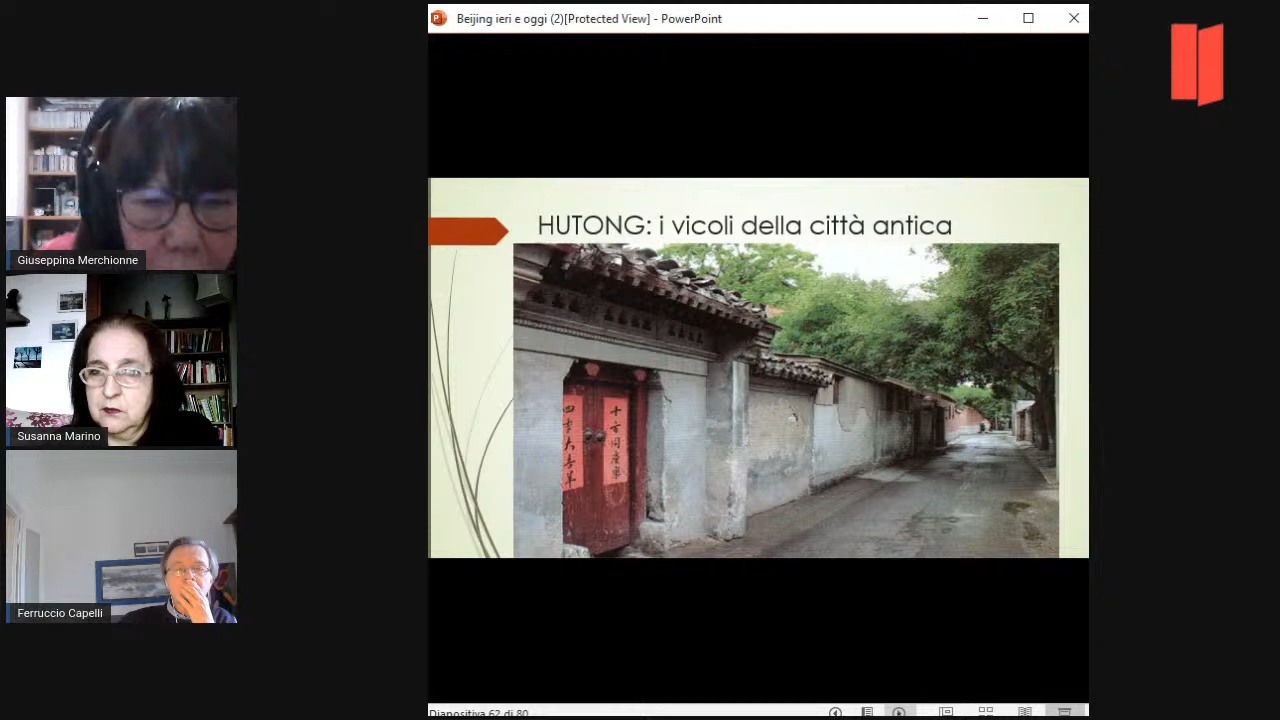 Beijing ieri e oggi (2)[Protected View] - PowerPoint
Giuseppina Merchionne
Susanna Marino
Ferruccio Capelli
HUTONG: i vicoli della città antica
Diapositiva 62 di 80